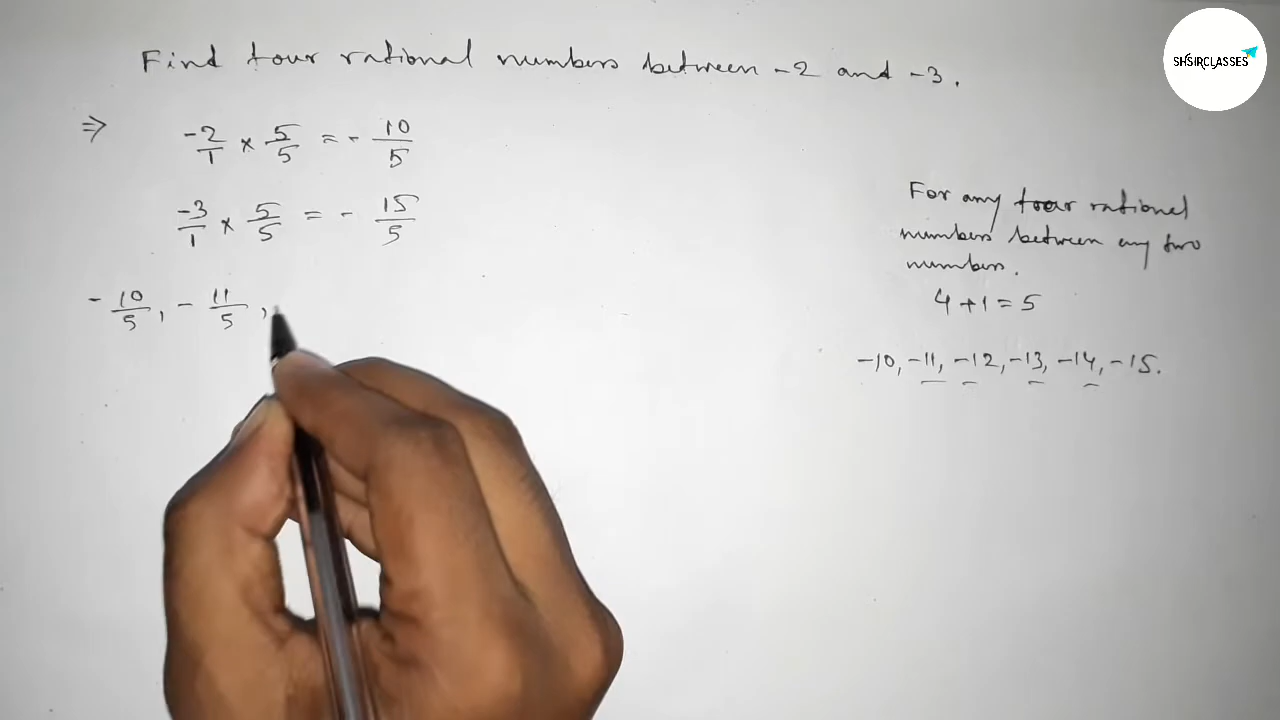 Find four rational numbers between -2 and -3.
SHSIRCLASSES
⇒ -2/1 × 5/5 = - 10/5
-3/1 × 5/5 = - 15/5
- 10/5, - 11/5,
For any four rational
numbers between any two
numbers.
4+1=5
-10, -11, -12, -13, -14, -15.